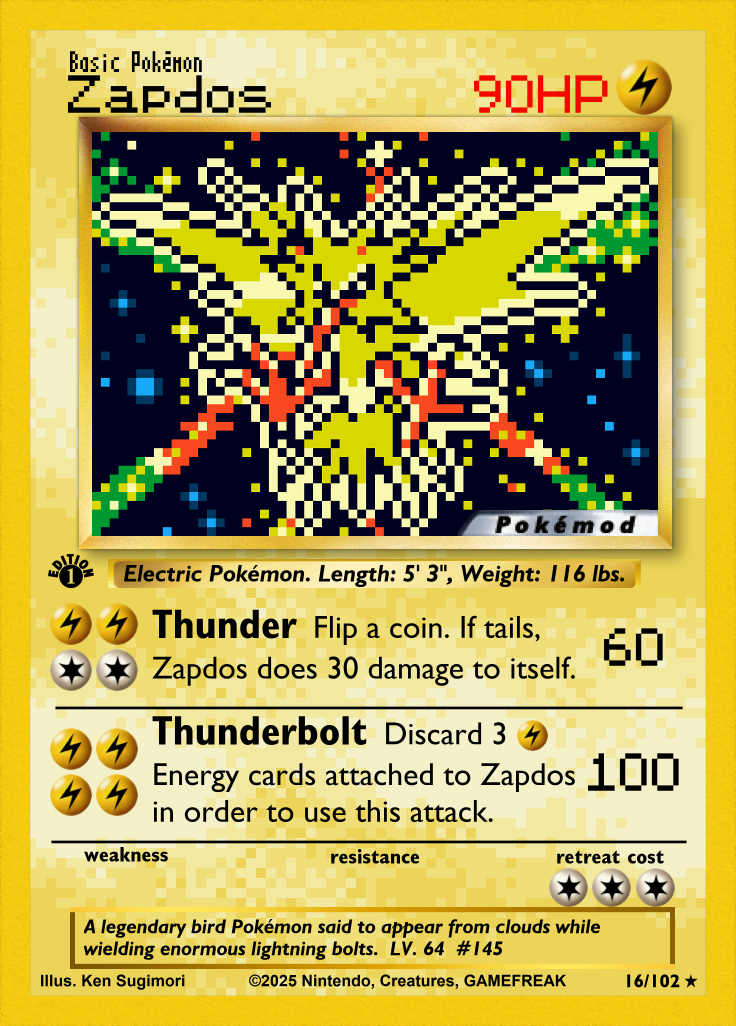 Basic Pokémon
Zapdos
90HP
Pokémod
EDITION
1
Electric Pokémon. Length: 5' 3", Weight: 116 lbs.
Thunder Flip a coin. If tails,
Zapdos does 30 damage to itself.
60
Thunderbolt Discard 3
Energy cards attached to Zapdos
in order to use this attack.
100
weakness resistance retreat cost
A legendary bird Pokémon said to appear from clouds while
wielding enormous lightning bolts. LV. 64 #145
Illus. Ken Sugimori ©2025 Nintendo, Creatures, GAMEFREAK 16/102 ★